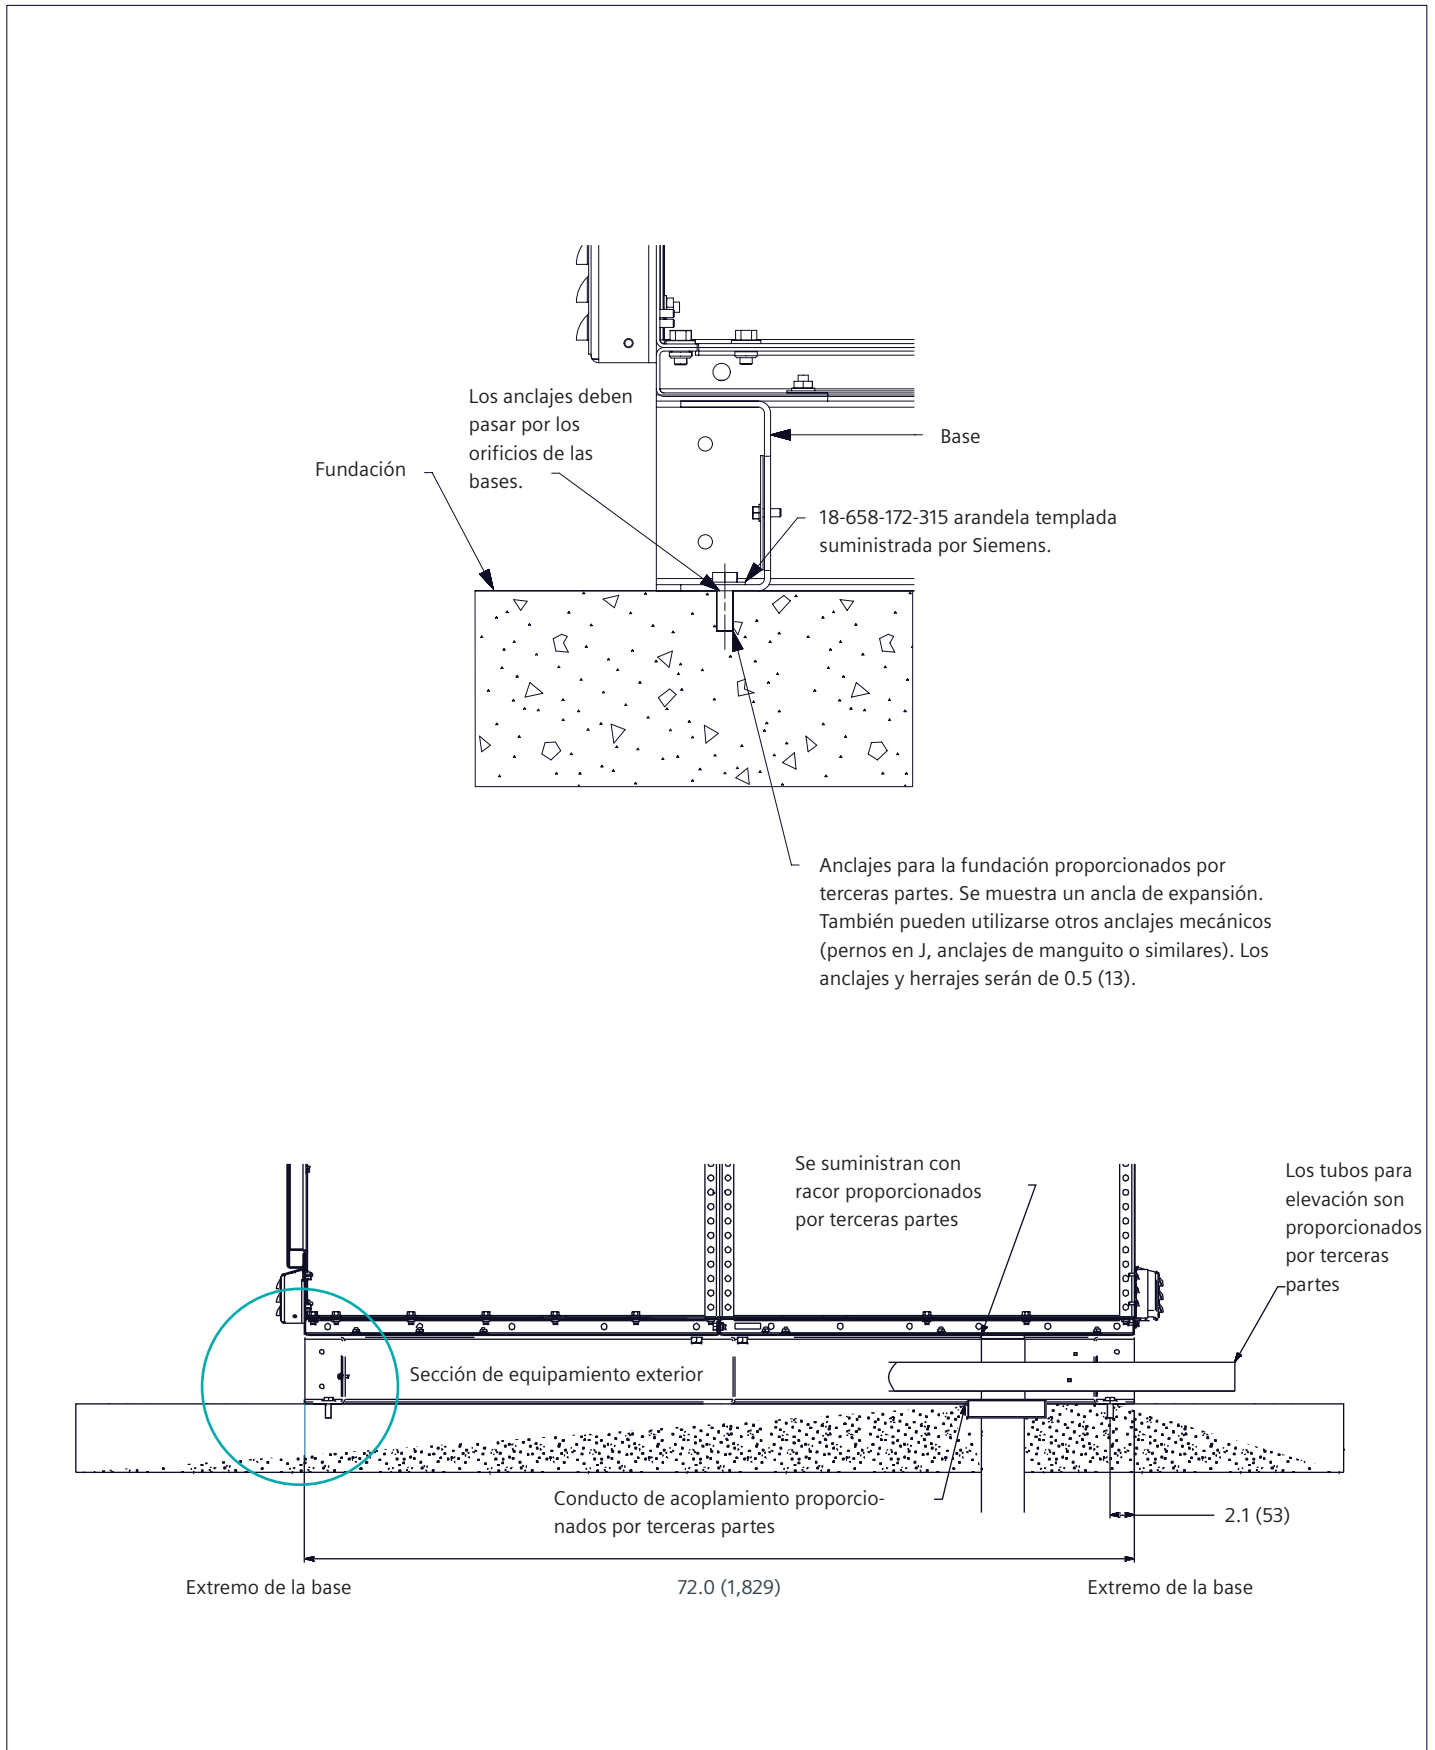 Los anclajes deben
pasar por los
orificios de las
bases.
Fundación
Base
18-658-172-315 arandela templada
suministrada por Siemens.
Anclajes para la fundación proporcionados por
terceras partes. Se muestra un ancla de expansión.
También pueden utilizarse otros anclajes mecánicos
(pernos en J, anclajes de manguito o similares). Los
anclajes y herrajes serán de 0.5 (13).
Se suministran con
racor proporcionados
por terceras partes
Los tubos para
elevación son
proporcionados
por terceras
partes
Sección de equipamiento exterior
Conducto de acoplamiento proporcio-
nados por terceras partes
2.1 (53)
Extremo de la base
72.0 (1,829)
Extremo de la base